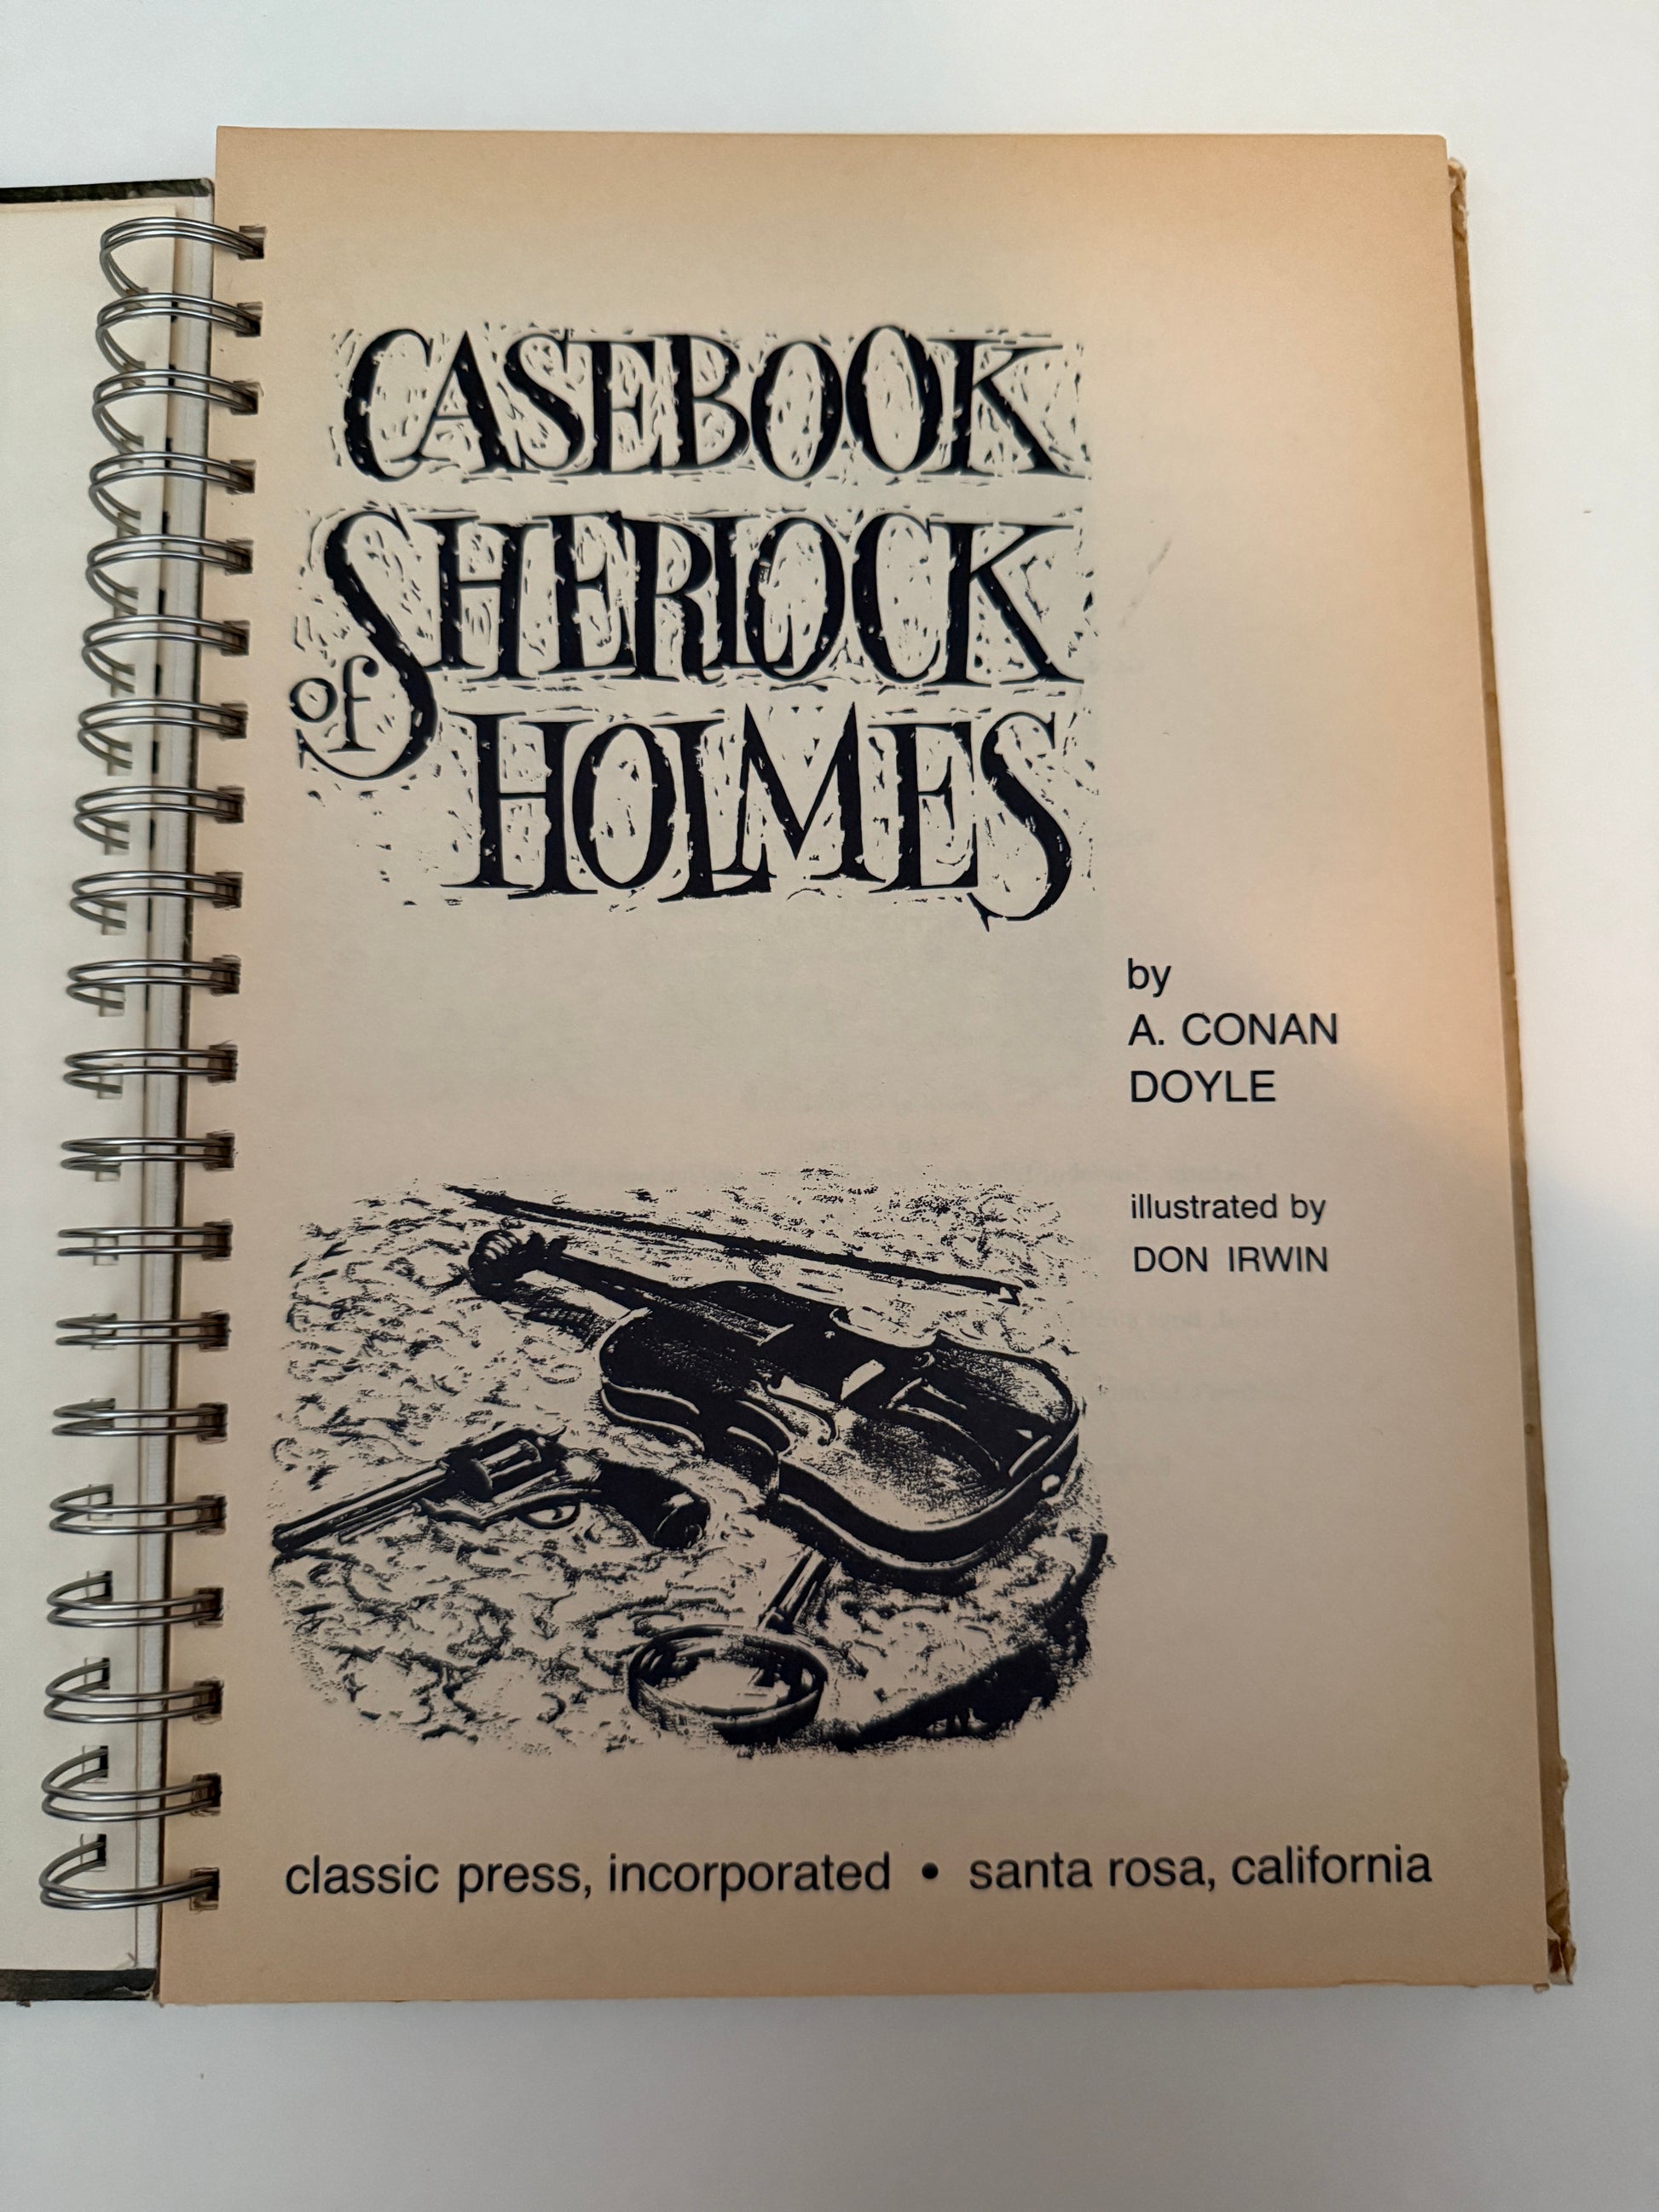 CASEBOOK
of SHERLOCK
HOLMES
by
A. CONAN
DOYLE
illustrated by
DON IRWIN
classic press, incorporated • santa rosa, california